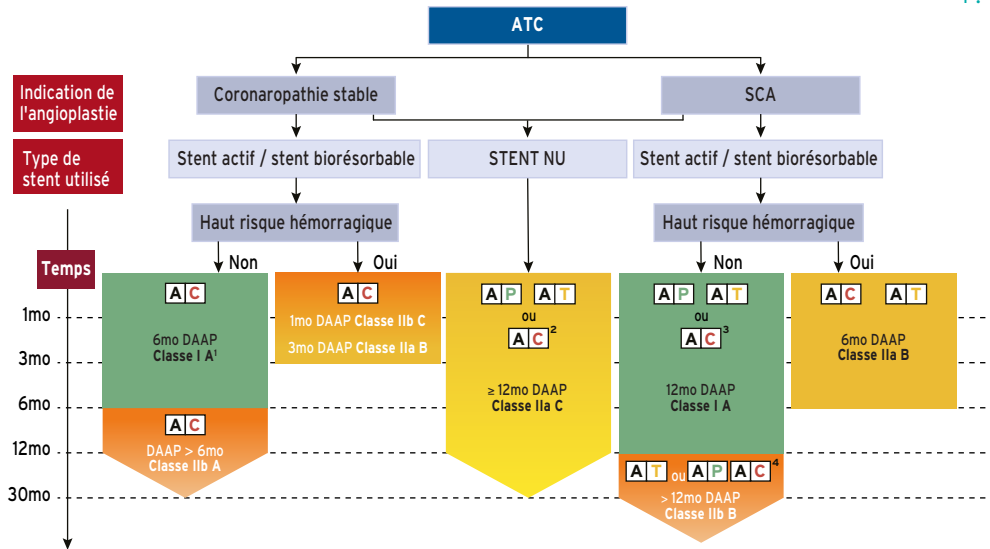 ATC
Indication de
l'angioplastie
Coronaropathie stable
SCA
Type de
stent utilisé
Stent actif / stent biorésorbable
STENT NU
Stent actif / stent biorésorbable
Haut risque hémorragique
Haut risque hémorragique
Temps
Non
Oui
Non
Oui
1mo
3mo
6mo
12mo
30mo
A C
6mo DAAP
Classe I A¹
A C
DAAP > 6mo
Classe IIb A
A C
1mo DAAP Classe IIb C
3mo DAAP Classe IIa B
A P A T
ou
A C ²
≥ 12mo DAAP
Classe IIa C
A P A T
ou
A C ³
12mo DAAP
Classe I A
A T ou A P A C ⁴
> 12mo DAAP
Classe IIb B
A C A T
6mo DAAP
Classe IIa B